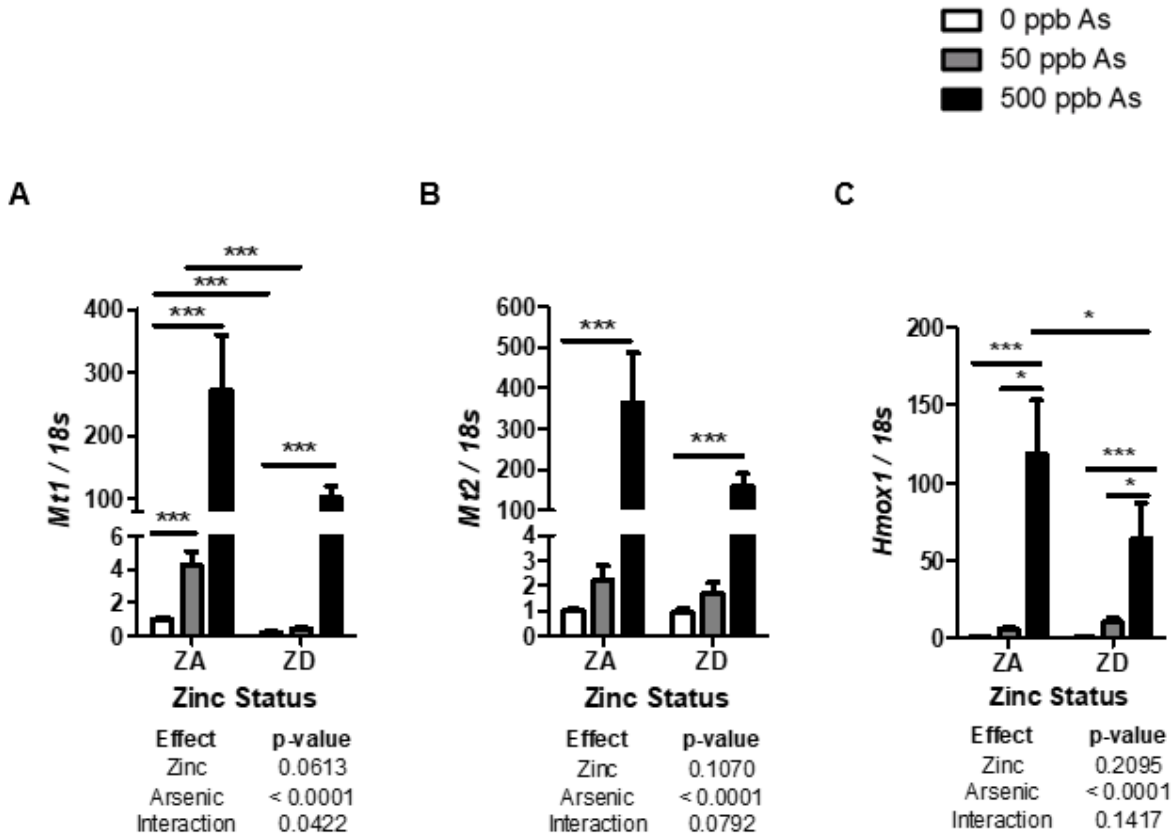 0 ppb As
50 ppb As
500 ppb As
A
***
***
***
***
***
400
300
200
100
6
4
2
0
Mt1 / 18s
ZA ZD
Zinc Status
Effect p-value
Zinc 0.0613
Arsenic < 0.0001
Interaction 0.0422
B
***
***
600
500
400
300
200
100
4
3
2
1
0
Mt2 / 18s
ZA ZD
Zinc Status
Effect p-value
Zinc 0.1070
Arsenic < 0.0001
Interaction 0.0792
C
*
***
*
***
*
200
150
100
50
0
Hmox1 / 18s
ZA ZD
Zinc Status
Effect p-value
Zinc 0.2095
Arsenic < 0.0001
Interaction 0.1417